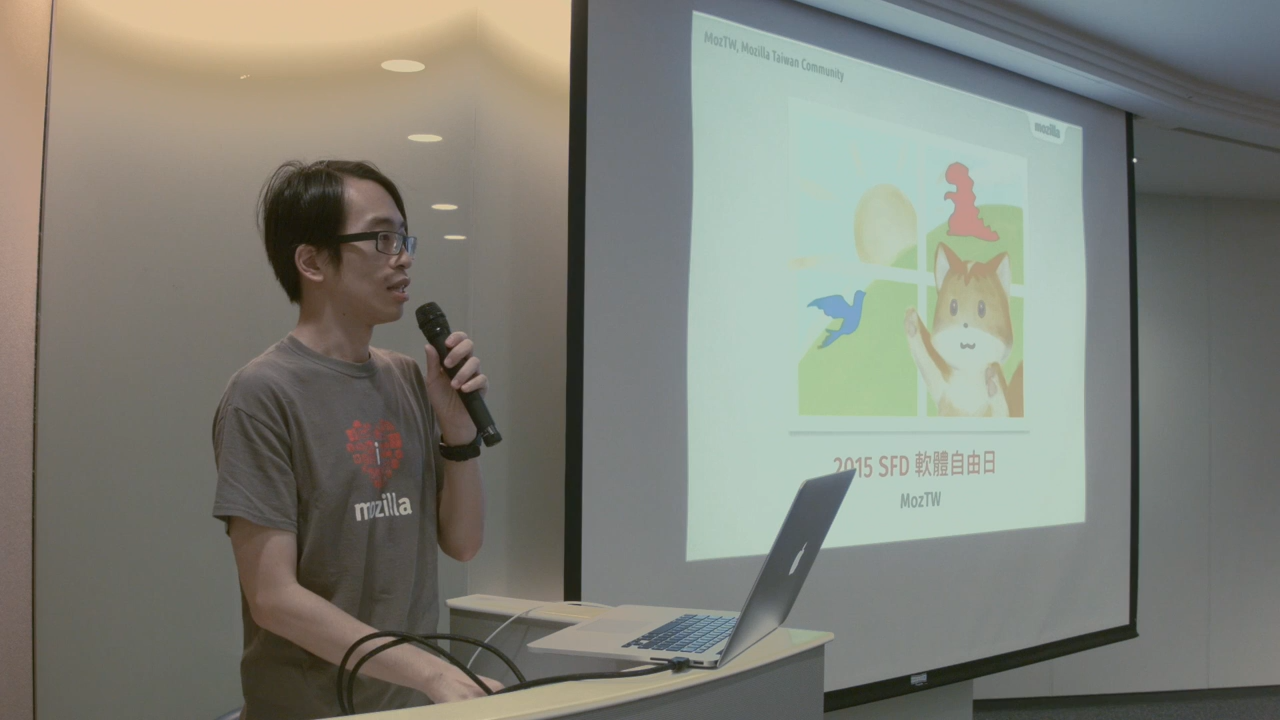 MozTW, Mozilla Taiwan Community
mozilla
2015 SFD 軟體自由日
MozTW
i
mozilla